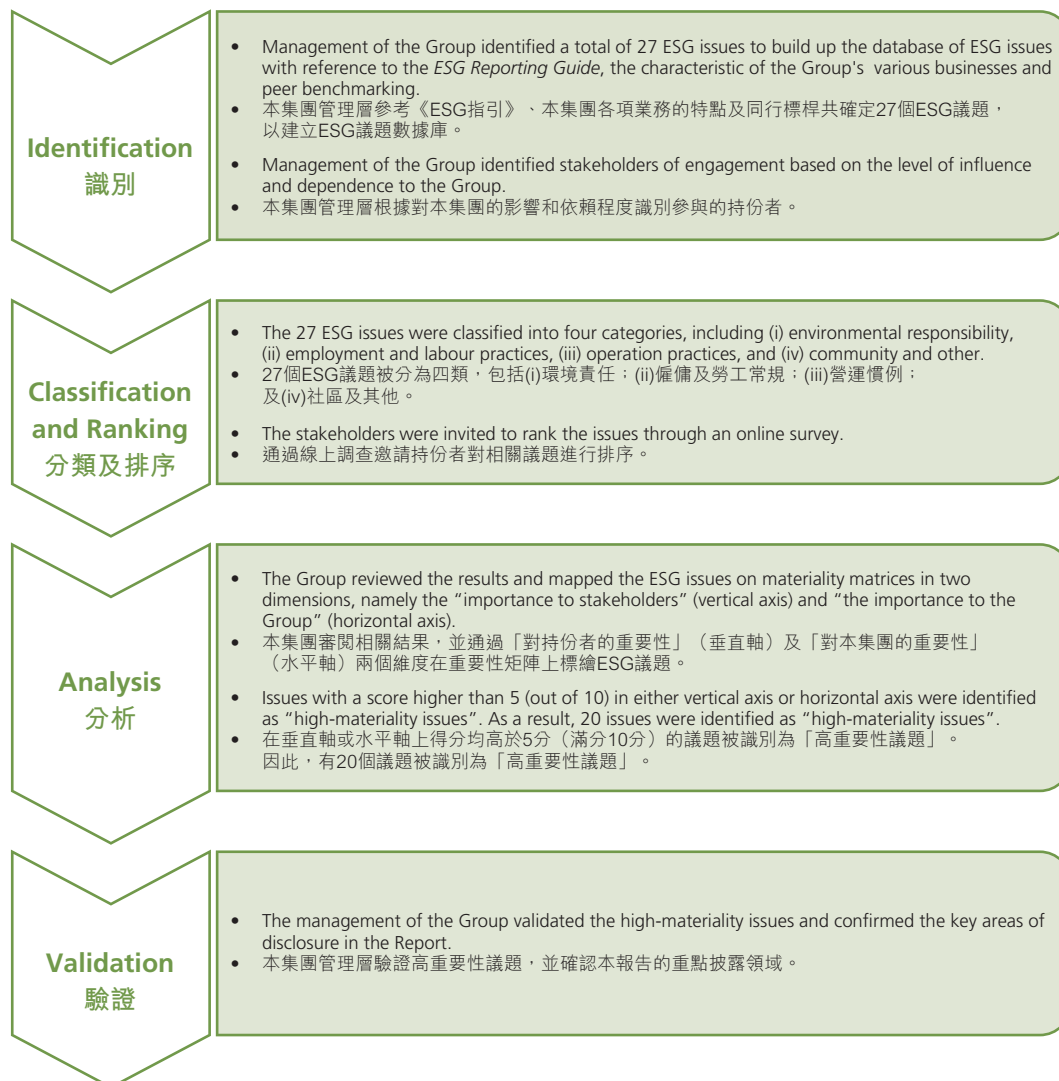 Identification
識別
• Management of the Group identified a total of 27 ESG issues to build up the database of ESG issues
with reference to the ESG Reporting Guide, the characteristic of the Group's various businesses and
peer benchmarking.
• 本集團管理層參考《ESG指引》、本集團各項業務的特點及同行標桿共確定27個ESG議題，
以建立ESG議題數據庫。
• Management of the Group identified stakeholders of engagement based on the level of influence
and dependence to the Group.
• 本集團管理層根據對本集團的影響和依賴程度識別參與的持份者。
Classification
and Ranking
分類及排序
• The 27 ESG issues were classified into four categories, including (i) environmental responsibility,
(ii) employment and labour practices, (iii) operation practices, and (iv) community and other.
• 27個ESG議題被分為四類，包括(i)環境責任；(ii)僱傭及勞工常規；(iii)營運慣例；
及(iv)社區及其他。
• The stakeholders were invited to rank the issues through an online survey.
• 通過線上調查邀請持份者對相關議題進行排序。
Analysis
分析
• The Group reviewed the results and mapped the ESG issues on materiality matrices in two
dimensions, namely the “importance to stakeholders” (vertical axis) and “the importance to the
Group” (horizontal axis).
• 本集團審閱相關結果，並通過「對持份者的重要性」（垂直軸）及「對本集團的重要性」
（水平軸）兩個維度在重要性矩陣上標繪ESG議題。
• Issues with a score higher than 5 (out of 10) in either vertical axis or horizontal axis were identified
as “high-materiality issues”. As a result, 20 issues were identified as “high-materiality issues”.
• 在垂直軸或水平軸上得分均高於5分（滿分10分）的議題被識別為「高重要性議題」。
因此，有20個議題被識別為「高重要性議題」。
Validation
驗證
• The management of the Group validated the high-materiality issues and confirmed the key areas of
disclosure in the Report.
• 本集團管理層驗證高重要性議題，並確認本報告的重點披露領域。